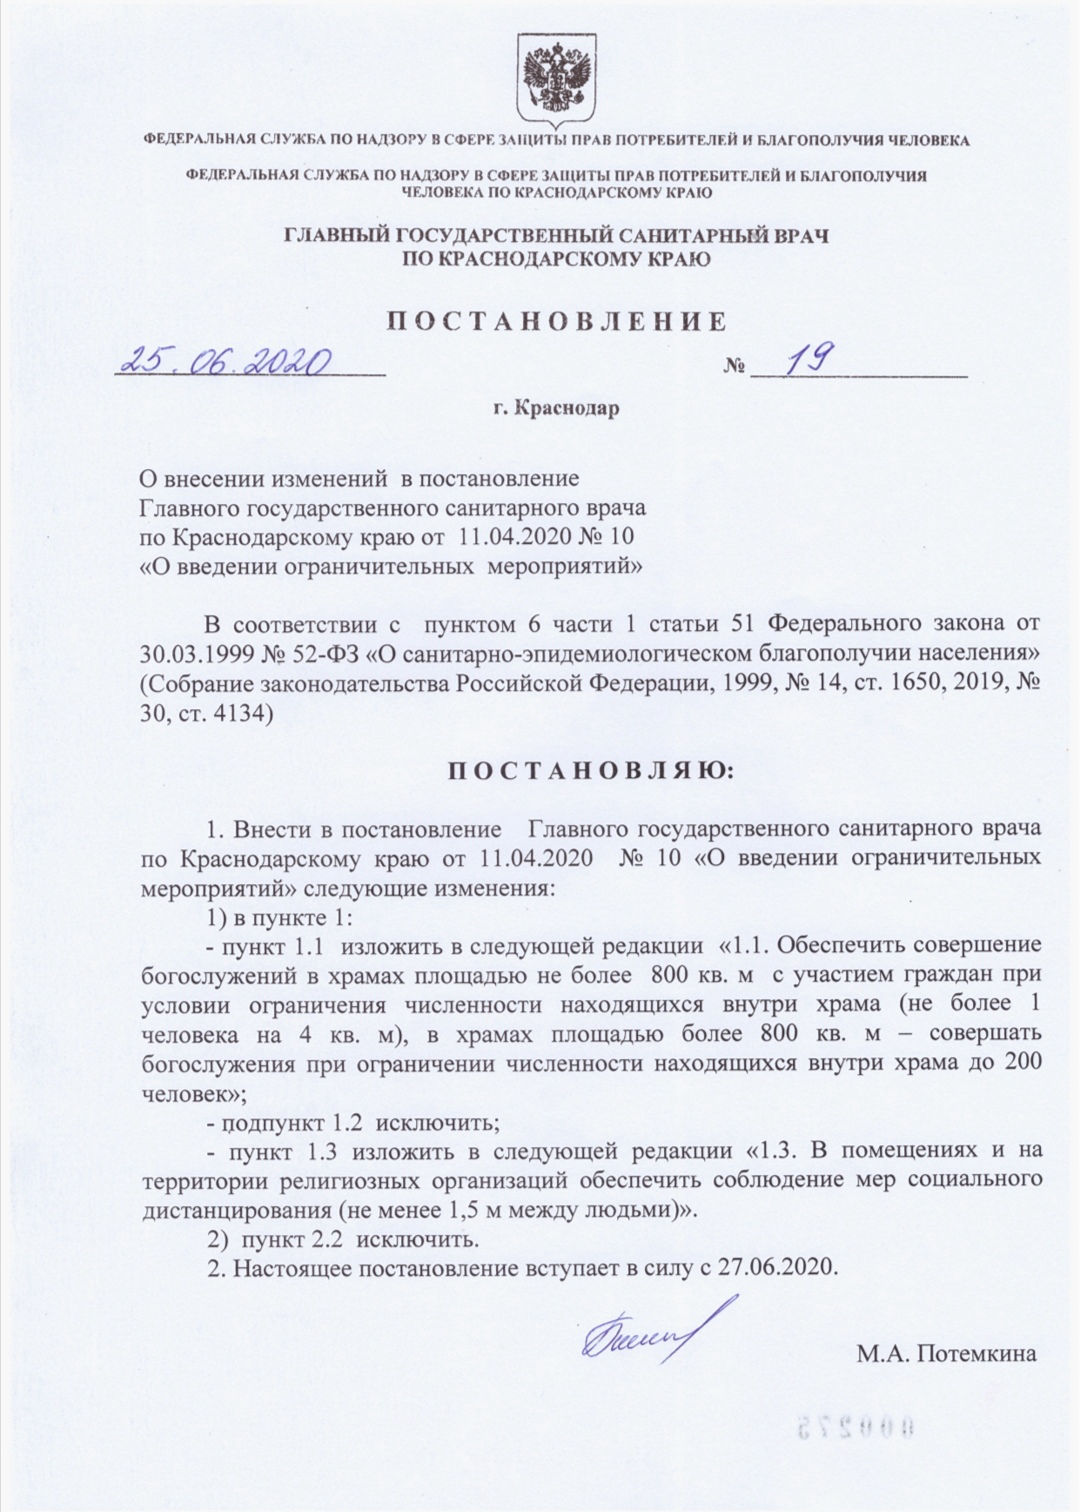 ФЕДЕРАЛЬНАЯ СЛУЖБА ПО НАДЗОРУ В СФЕРЕ ЗАЩИТЫ ПРАВ ПОТРЕБИТЕЛЕЙ И БЛАГОПОЛУЧИЯ ЧЕЛОВЕКА
ФЕДЕРАЛЬНАЯ СЛУЖБА ПО НАДЗОРУ В СФЕРЕ ЗАЩИТЫ ПРАВ ПОТРЕБИТЕЛЕЙ И БЛАГОПОЛУЧИЯ
ЧЕЛОВЕКА ПО КРАСНОДАРСКОМУ КРАЮ
ГЛАВНЫЙ ГОСУДАРСТВЕННЫЙ САНИТАРНЫЙ ВРАЧ
ПО КРАСНОДАРСКОМУ КРАЮ
ПОСТАНОВЛЕНИЕ
25.06.2020 № 19
г. Краснодар
О внесении изменений в постановление
Главного государственного санитарного врача
по Краснодарскому краю от 11.04.2020 № 10
«О введении ограничительных мероприятий»
В соответствии с пунктом 6 части 1 статьи 51 Федерального закона от
30.03.1999 № 52-ФЗ «О санитарно-эпидемиологическом благополучии населения»
(Собрание законодательства Российской Федерации, 1999, № 14, ст. 1650, 2019, №
30, ст. 4134)
ПОСТАНОВЛЯЮ:
1. Внести в постановление Главного государственного санитарного врача
по Краснодарскому краю от 11.04.2020 № 10 «О введении ограничительных
мероприятий» следующие изменения:
1) в пункте 1:
- пункт 1.1 изложить в следующей редакции «1.1. Обеспечить совершение
богослужений в храмах площадью не более 800 кв. м с участием граждан при
условии ограничения численности находящихся внутри храма (не более 1
человека на 4 кв. м), в храмах площадью более 800 кв. м – совершать
богослужения при ограничении численности находящихся внутри храма до 200
человек»;
- подпункт 1.2 исключить;
- пункт 1.3 изложить в следующей редакции «1.3. В помещениях и на
территории религиозных организаций обеспечить соблюдение мер социального
дистанцирования (не менее 1,5 м между людьми)».
2) пункт 2.2 исключить.
2. Настоящее постановление вступает в силу с 27.06.2020.
М.А. Потемкина
000275